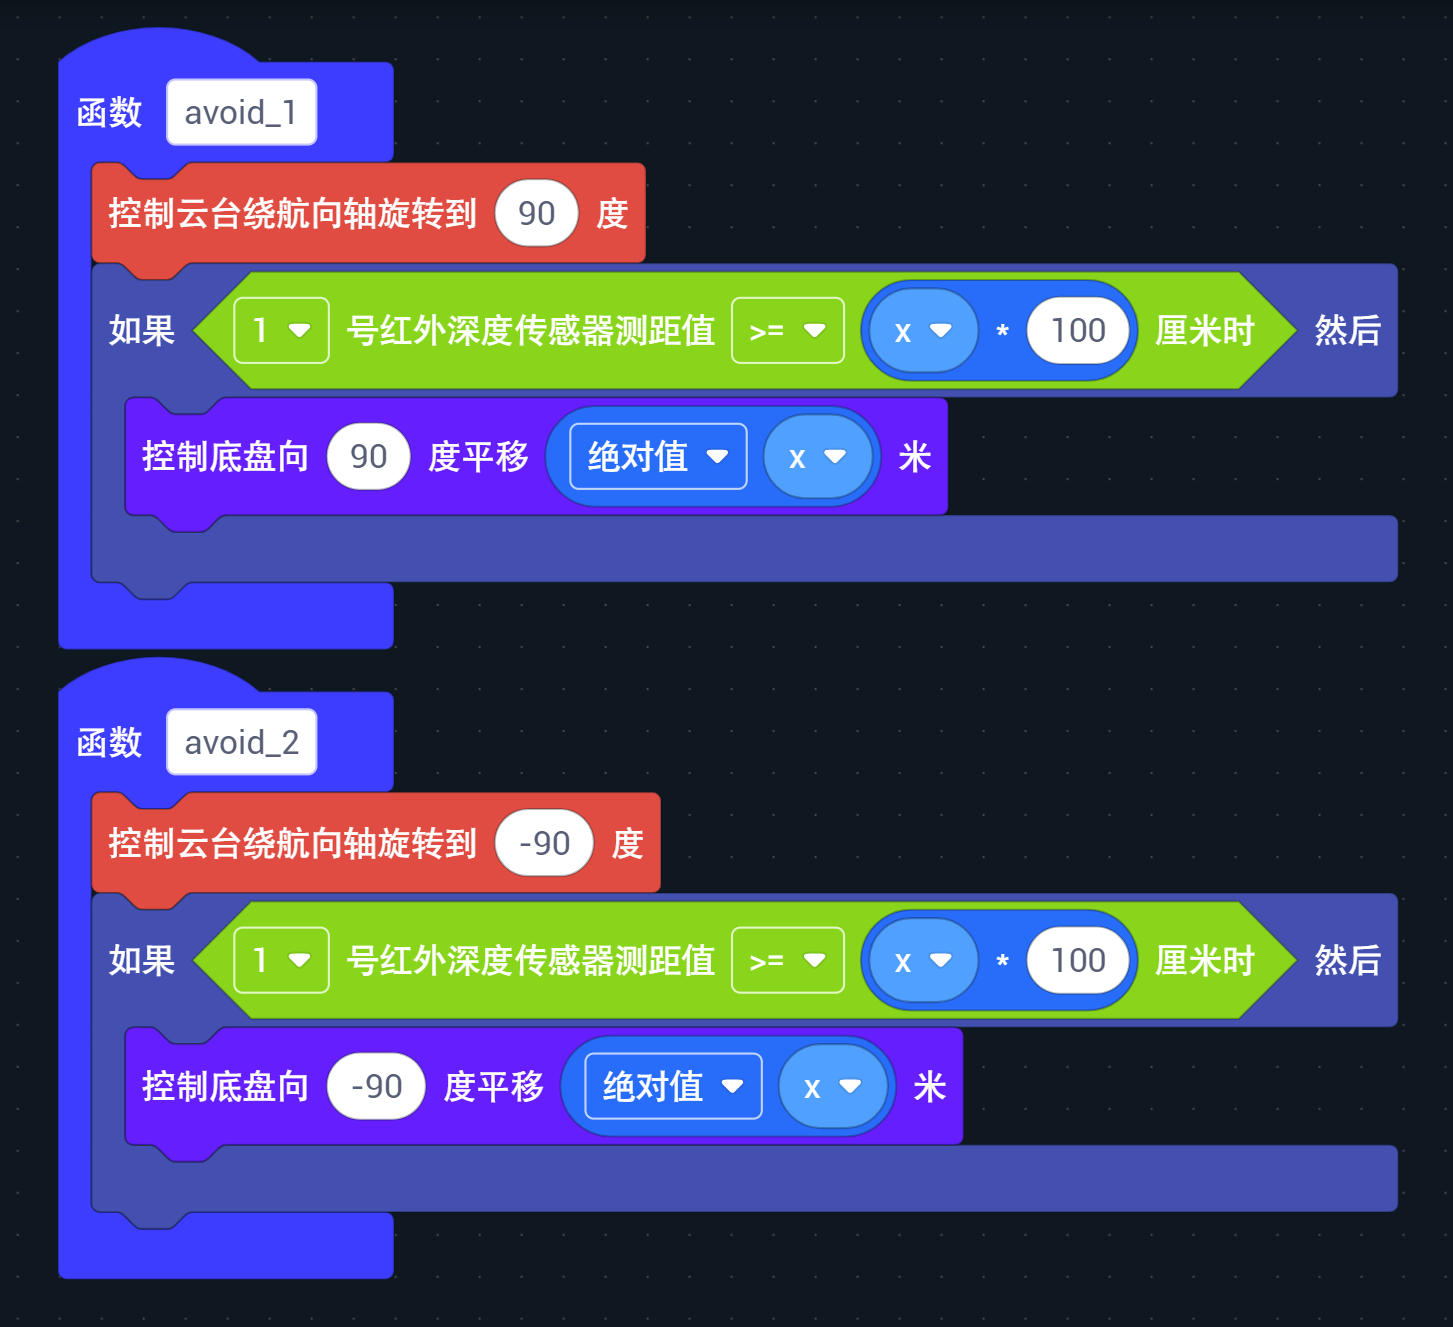 函数 avoid_1
控制云台绕航向轴旋转到 90 度
如果 1 号红外深度传感器测距值 >= x * 100 厘米时 然后
控制底盘向 90 度平移 绝对值 x 米
函数 avoid_2
控制云台绕航向轴旋转到 -90 度
如果 1 号红外深度传感器测距值 >= x * 100 厘米时 然后
控制底盘向 -90 度平移 绝对值 x 米